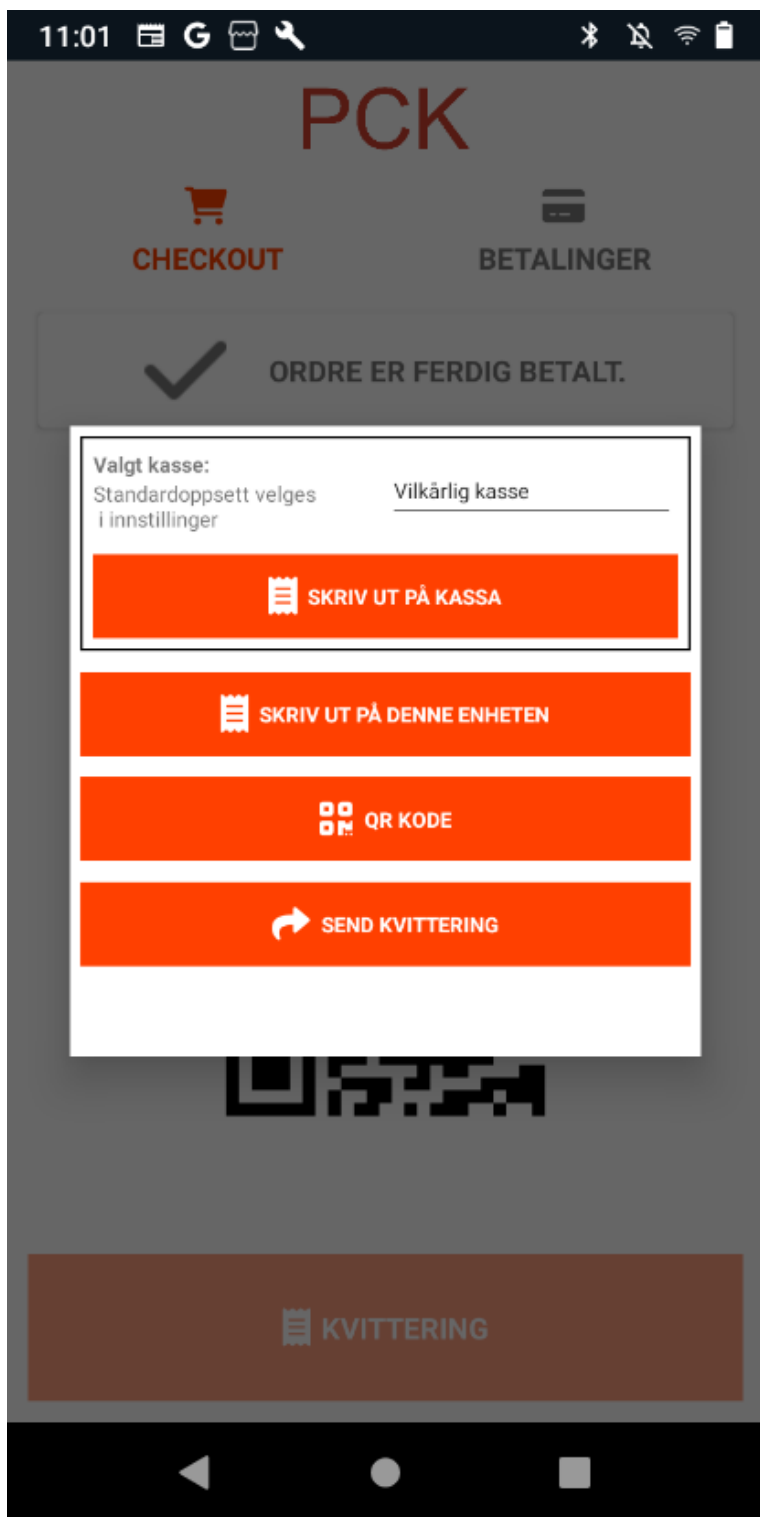 11:01
PCK
CHECKOUT
BETALINGER
ORDRE ER FERDIG BETALT.
Valgt kasse:
Standardoppsett velges
i innstillinger
Vilkårlig kasse
SKRIV UT PÅ KASSA
SKRIV UT PÅ DENNE ENHETEN
QR KODE
SEND KVITTERING
KVITTERING